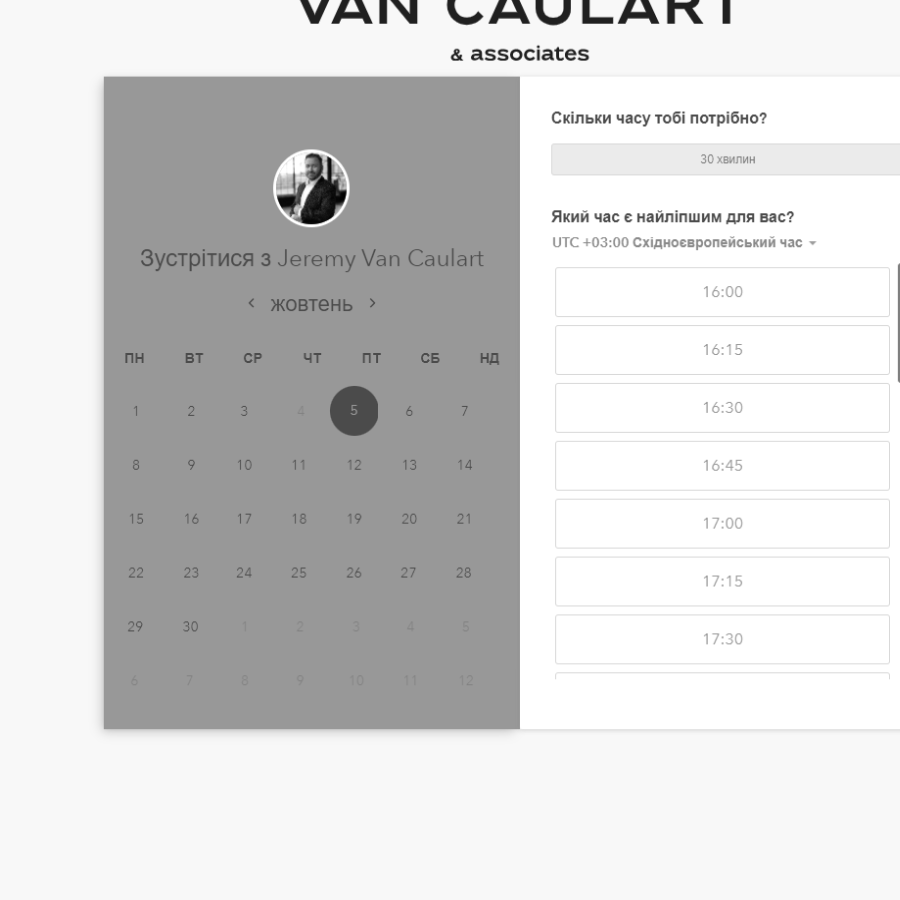 VAN CAULART
& associates
Зустрітися з Jeremy Van Caulart
жовтень
ПН ВТ СР ЧТ ПТ СБ НД
1 2 3 4 5 6 7
8 9 10 11 12 13 14
15 16 17 18 19 20 21
22 23 24 25 26 27 28
29 30 1 2 3 4 5
6 7 8 9 10 11 12
Скільки часу тобі потрібно?
30 хвилин
Який час є найліпшим для вас?
UTC +03:00 Східноєвропейський час
16:00
16:15
16:30
16:45
17:00
17:15
17:30